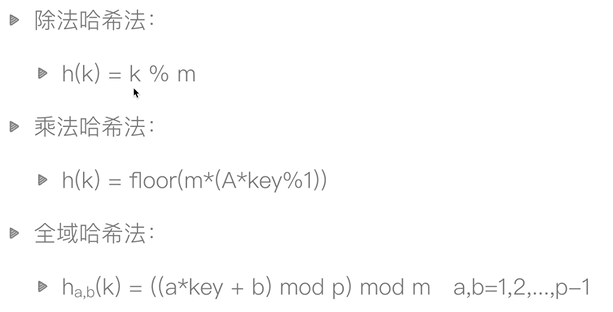 除法哈希法:
h(k) = k % m
乘法哈希法:
h(k) = floor(m*(A*key%1))
全域哈希法:
hₐ,b(k) = ((a*key + b) mod p) mod m a,b=1,2,...,p-1